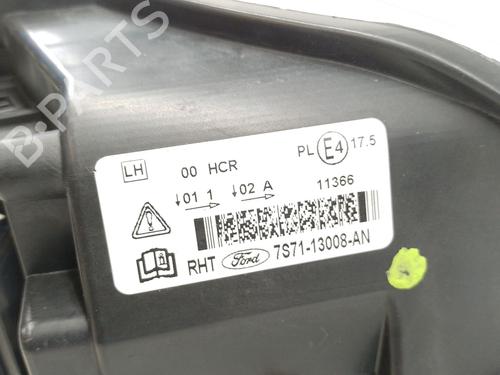 B-PARTS
LH 00 HCR PL E4 17.5
↓01 1 ↓02 A 11366
RHT Ford 7S71-13008-AN